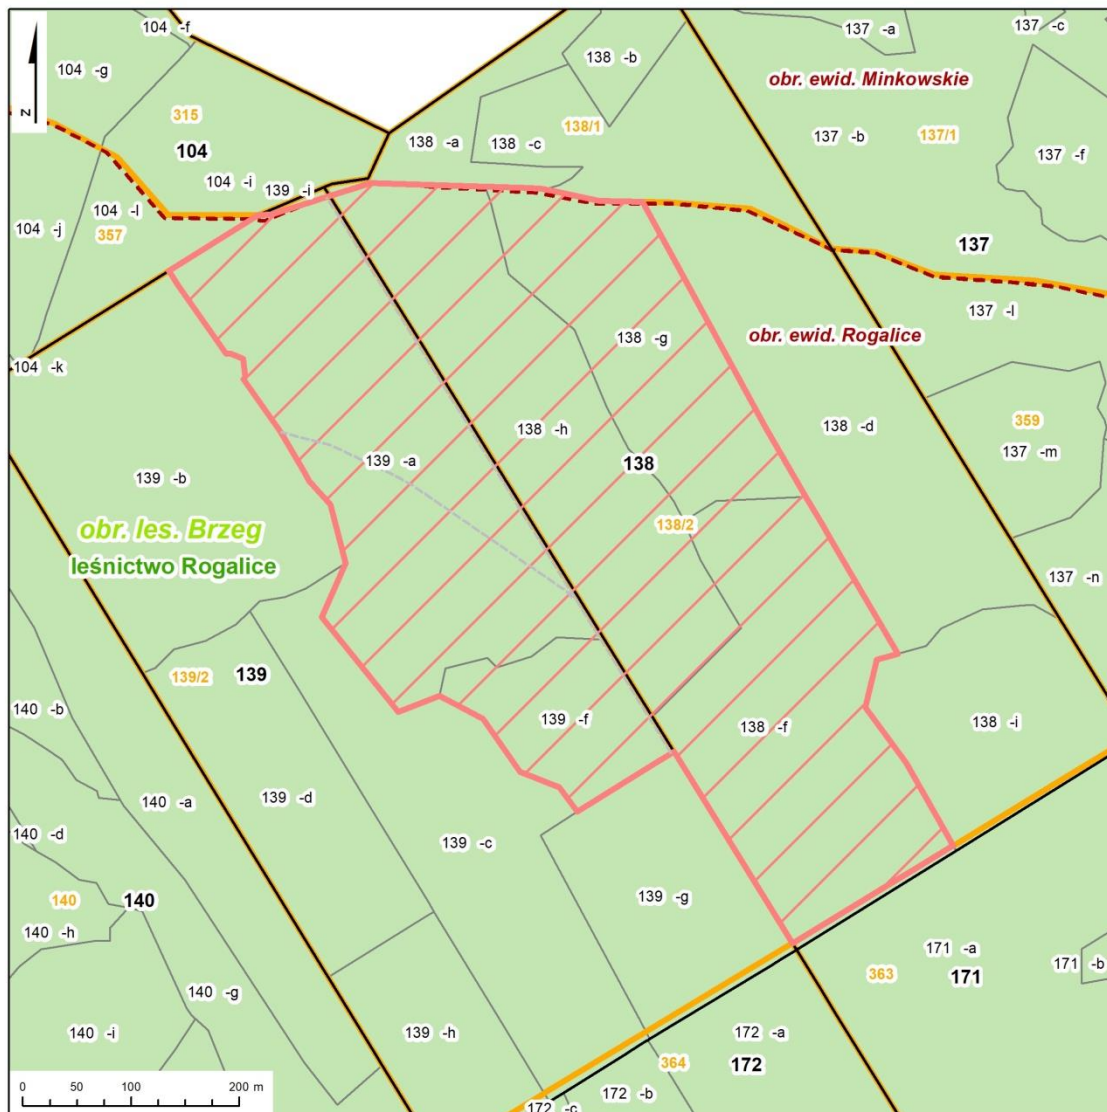 104 -f
137 -a
137 -c
104 -g
138 -b
obr. ewid. Minkowskie
N
315
138/1
137/1
137 -b
104
138 -a
138 -c
137 -f
104 -i
139 -i
104 -l
104 -j
357
137
137 -l
obr. ewid. Rogalice
138 -g
104 -k
359
138 -h
138 -d
137 -m
139 -a
138
139 -b
obr. les. Brzeg
138/2
leśnictwo Rogalice
137 -n
139/2
139
140 -b
139 -f
138 -f
138 -i
140 -a
139 -d
140 -d
139 -c
140
140
139 -g
140 -h
171 -a
171 -b
363
171
140 -g
140 -i
139 -h
172 -a
364
172
0 50 100 200 m
172 -b
172 -c